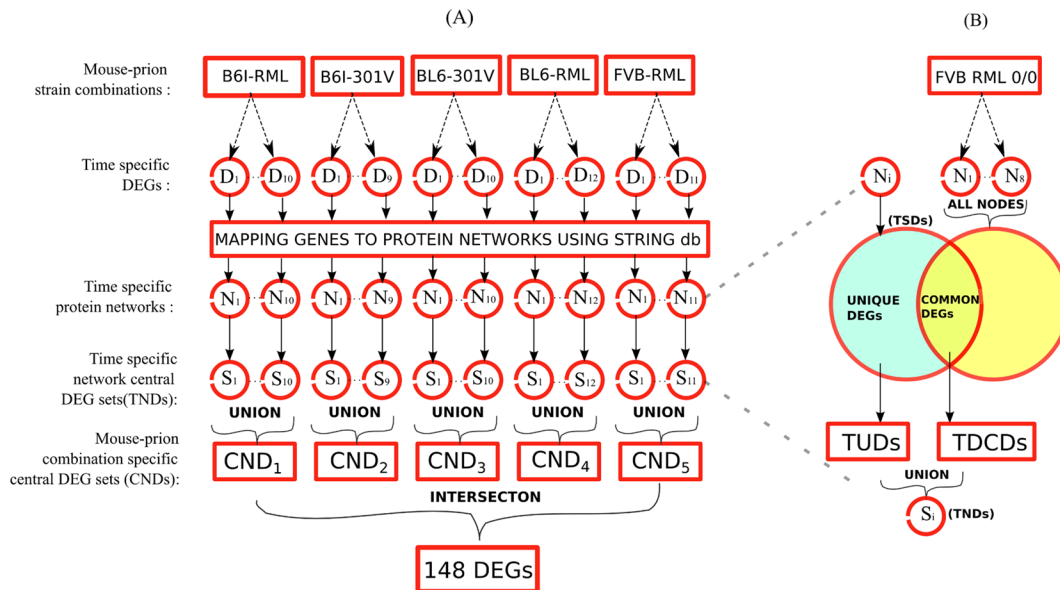 (A)
(B)
Mouse-prion
strain combinations :
B6I-RML
B6I-301V
BL6-301V
BL6-RML
FVB-RML
FVB RML 0/0
Time specific
DEGs :
D1
D10
D1
D9
D1
D10
D1
D12
D1
D11
Ni
N1
N8
ALL NODES
(TSDs)
MAPPING GENES TO PROTEIN NETWORKS USING STRING db
Time specific
protein networks :
N1
N10
N1
N9
N1
N10
N1
N12
N1
N11
UNIQUE
DEGs
COMMON
DEGs
Time specific
network central
DEG sets(TNDs):
S1
S10
S1
S9
S1
S10
S1
S12
S1
S11
UNION
UNION
UNION
UNION
UNION
Mouse-prion
combination specific
central DEG sets (CNDs):
CND1
CND2
CND3
CND4
CND5
TUDs
TDCDs
UNION
Si
(TNDs)
INTERSECTON
148 DEGs